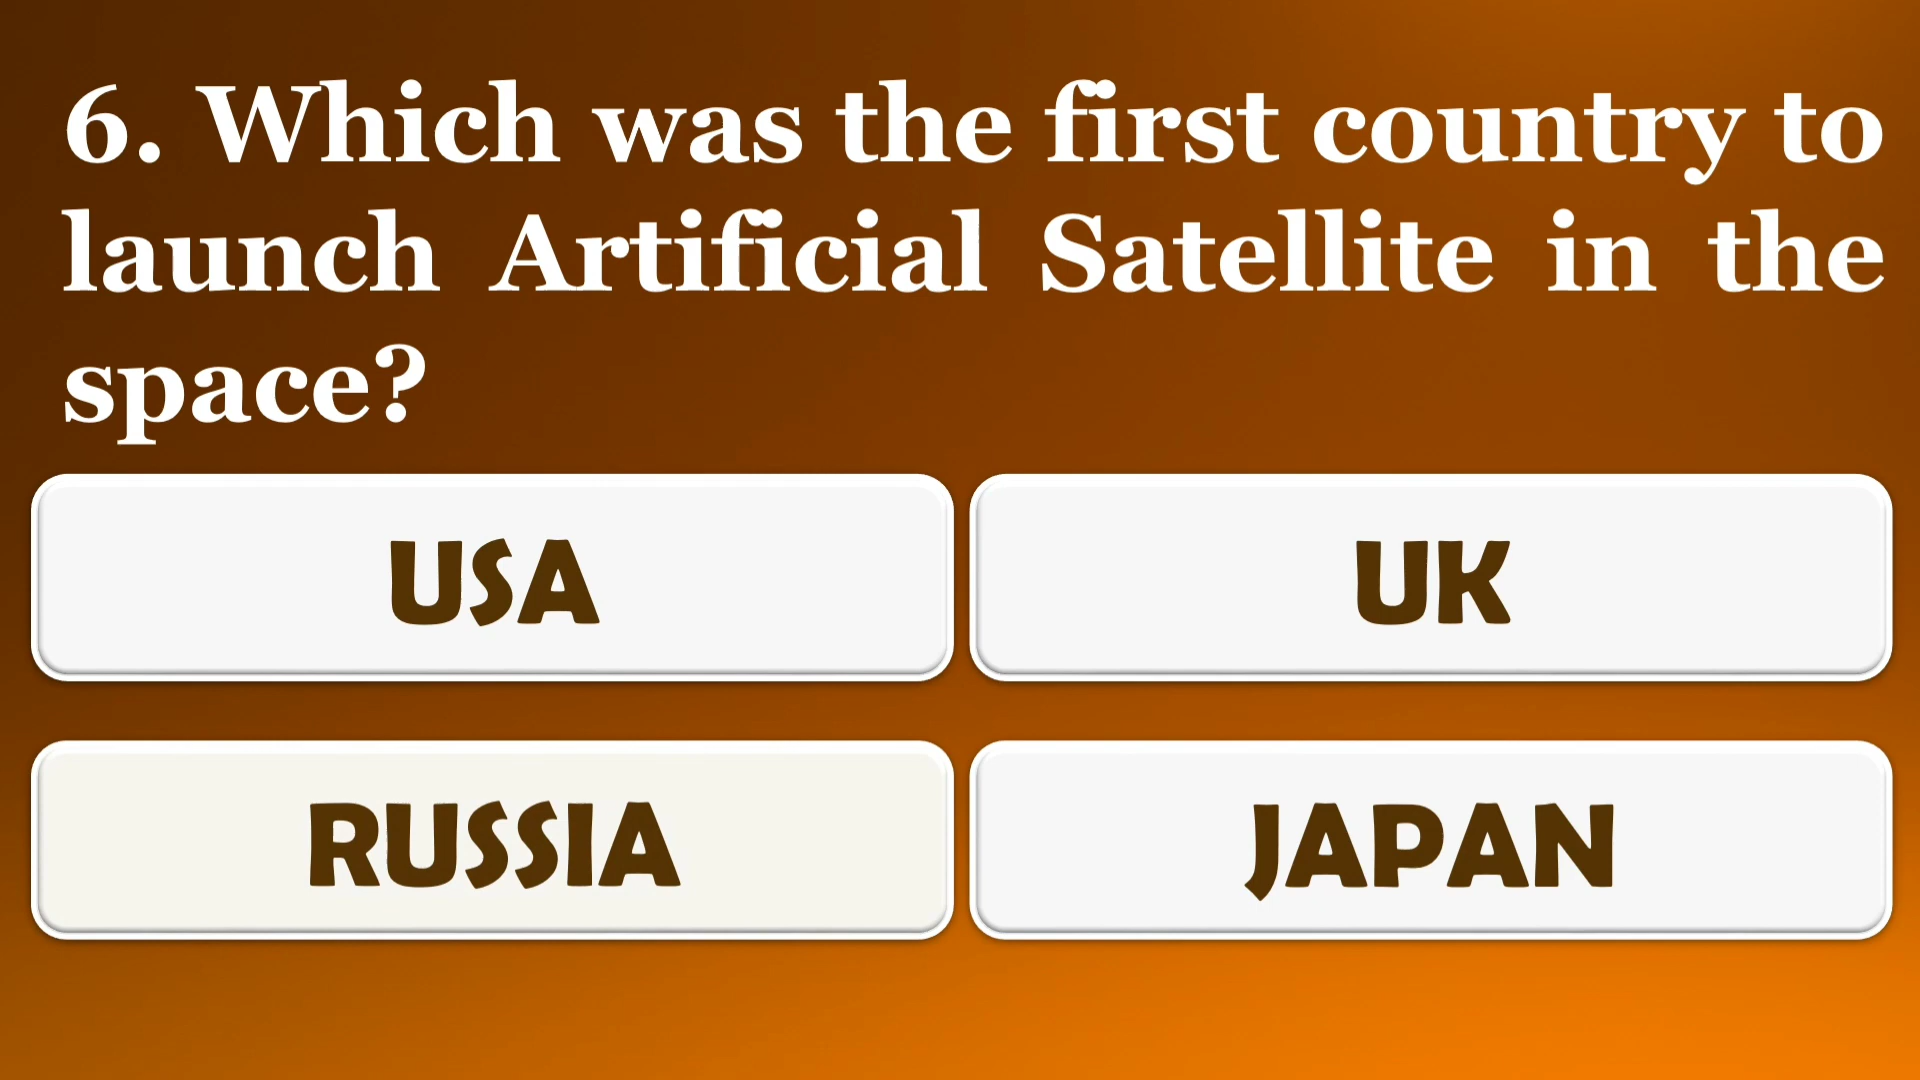 6. Which was the first country to
launch Artificial Satellite in the
space?
USA
UK
RUSSIA
JAPAN